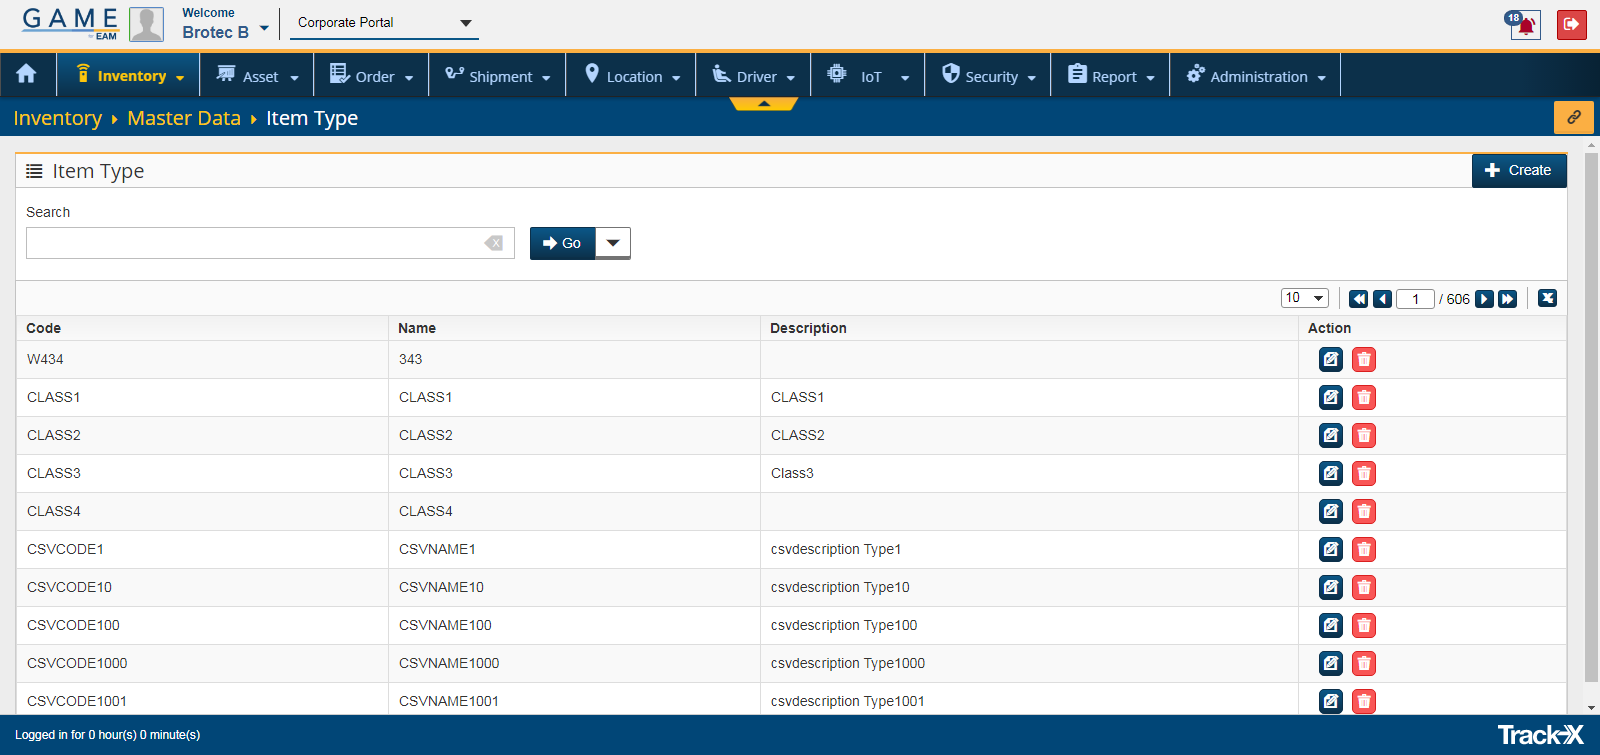 GAME
by EAM
Welcome
Brotec B
Corporate Portal
18
Inventory
Asset
Order
Shipment
Location
Driver
IoT
Security
Report
Administration
Inventory Master Data Item Type
Item Type
Create
Search
Go
10
1 / 606
Code Name Description Action
W434 343
CLASS1 CLASS1 CLASS1
CLASS2 CLASS2 CLASS2
CLASS3 CLASS3 Class3
CLASS4 CLASS4
CSVCODE1 CSVNAME1 csvdescription Type1
CSVCODE10 CSVNAME10 csvdescription Type10
CSVCODE100 CSVNAME100 csvdescription Type100
CSVCODE1000 CSVNAME1000 csvdescription Type1000
CSVCODE1001 CSVNAME1001 csvdescription Type1001
Logged in for 0 hour(s) 0 minute(s)
Track-X